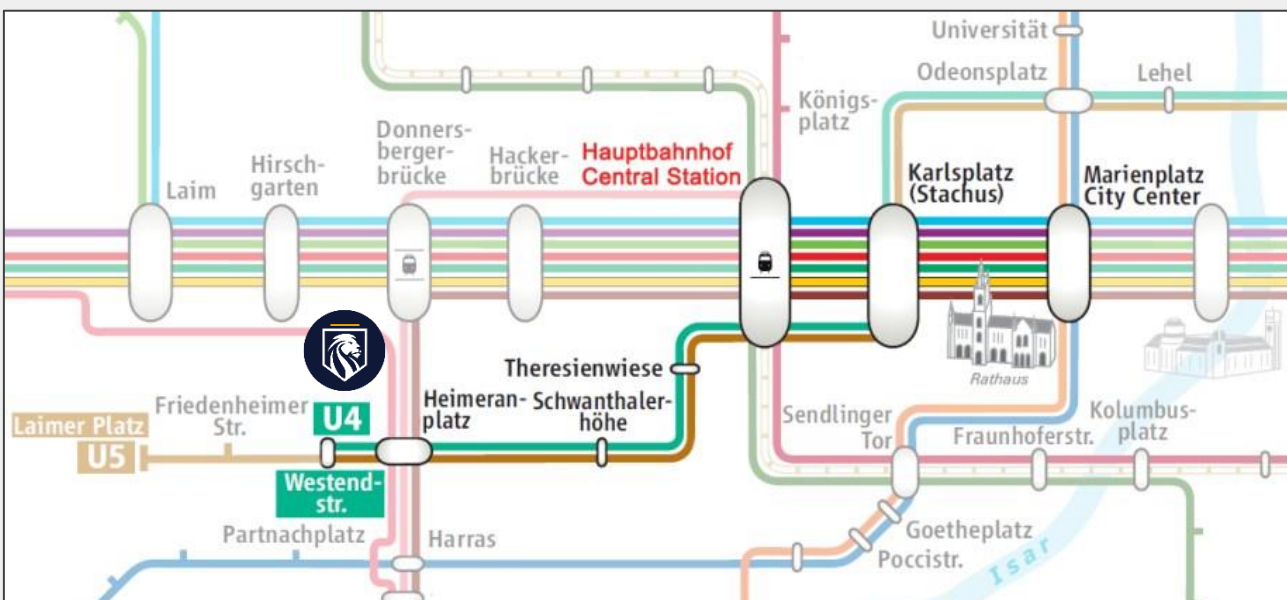 Universität
Odeonsplatz
Lehel
Königs-
platz
Donners-
berger-
brücke
Hacker-
brücke
Hauptbahnhof
Central Station
Hirsch-
garten
Laim
Karlsplatz
(Stachus)
Marienplatz
City Center
Rathaus
Theresienwiese
Heimeran-
platz
Schwanthaler-
höhe
Friedenheimer
Str.
U4
Laimer Platz
U5
Westend-
str.
Sendlinger
Tor
Fraunhoferstr.
Kolumbus-
platz
Partnachplatz
Harras
Goetheplatz
Poccistr.
Isar